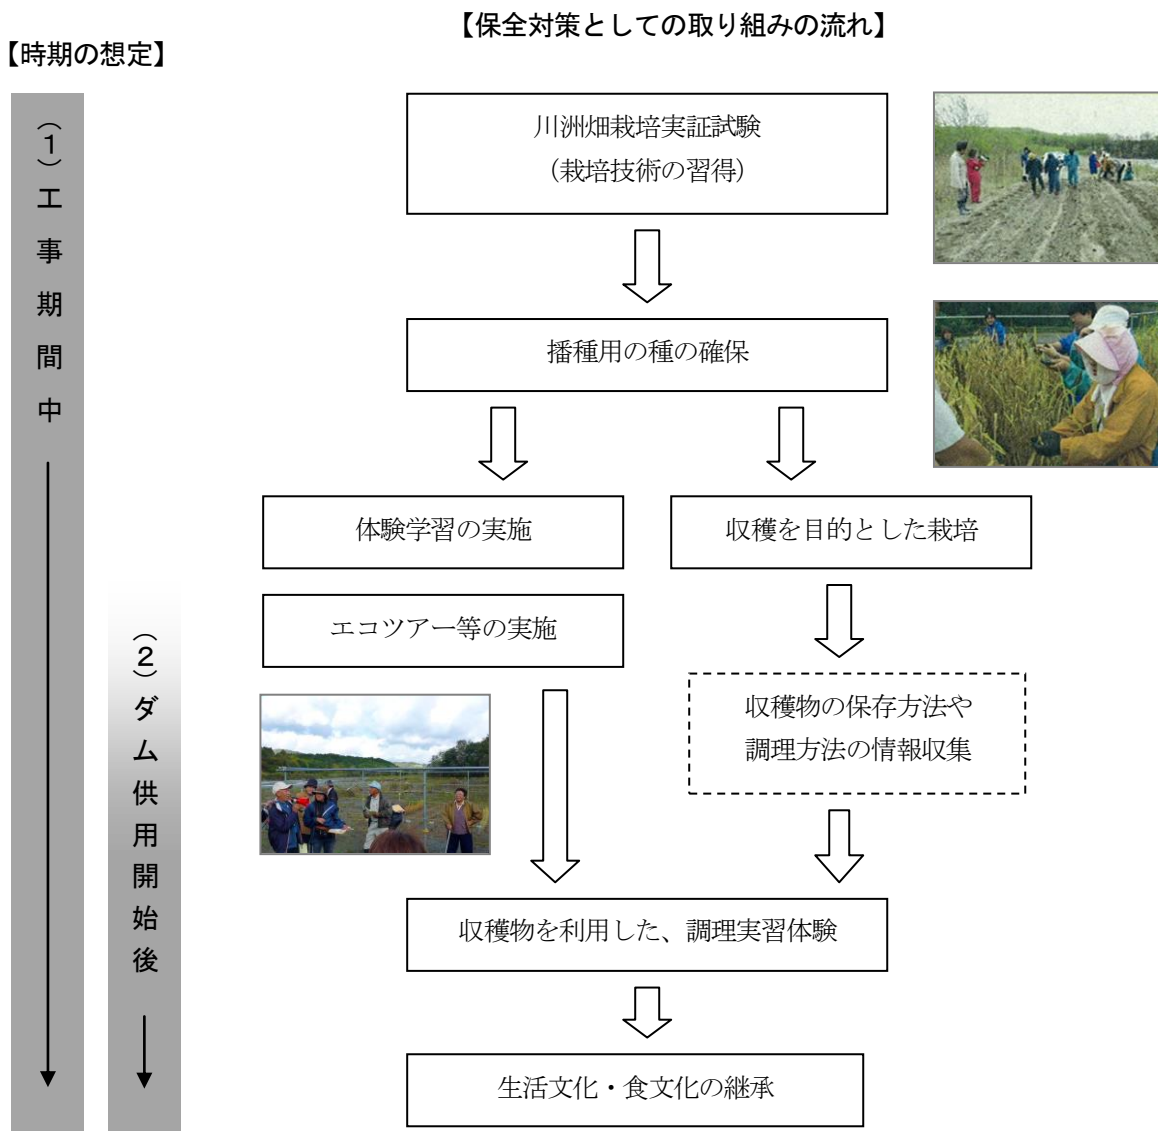 【保全対策としての取り組みの流れ】
【時期の想定】
（1）工事期間中
川洲畑栽培実証試験
（栽培技術の習得）
播種用の種の確保
体験学習の実施
収穫を目的とした栽培
エコツアー等の実施
（2）ダム供用開始後
収穫物の保存方法や
調理方法の情報収集
収穫物を利用した、調理実習体験
生活文化・食文化の継承